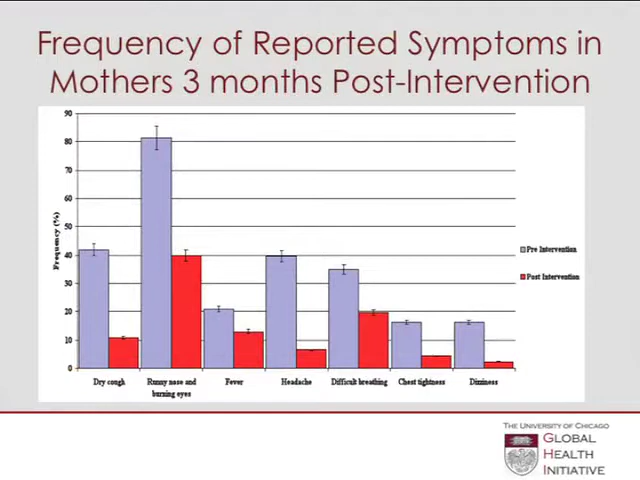 Frequency of Reported Symptoms in
Mothers 3 months Post-Intervention
90
80
70
60
50
40
30
20
10
0
Frequency (%)
Pre Intervention
Post Intervention
Dry cough
Runny nose and
burning eyes
Fever
Headache
Difficult breathing
Chest tightness
Dizziness
THE UNIVERSITY OF CHICAGO
GLOBAL
HEALTH
INITIATIVE